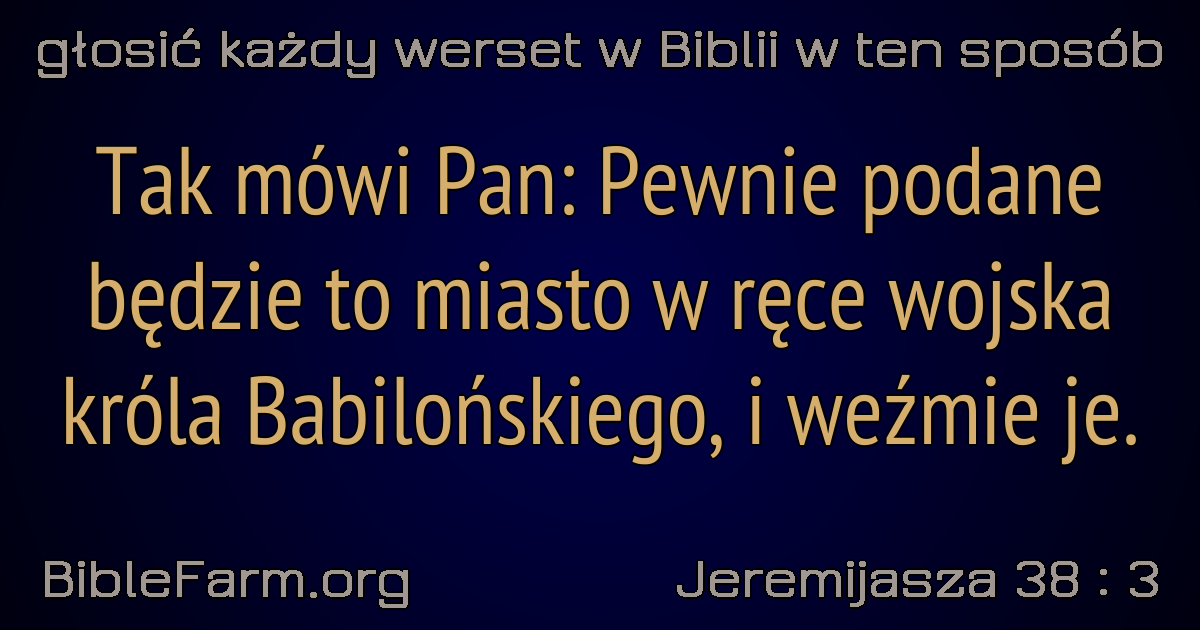 głosić każdy werset w Biblii w ten sposób
Tak mówi Pan: Pewnie podane
będzie to miasto w ręce wojska
króla Babilońskiego, i weźmie je.
BibleFarm.org
Jeremijasza 38 : 3